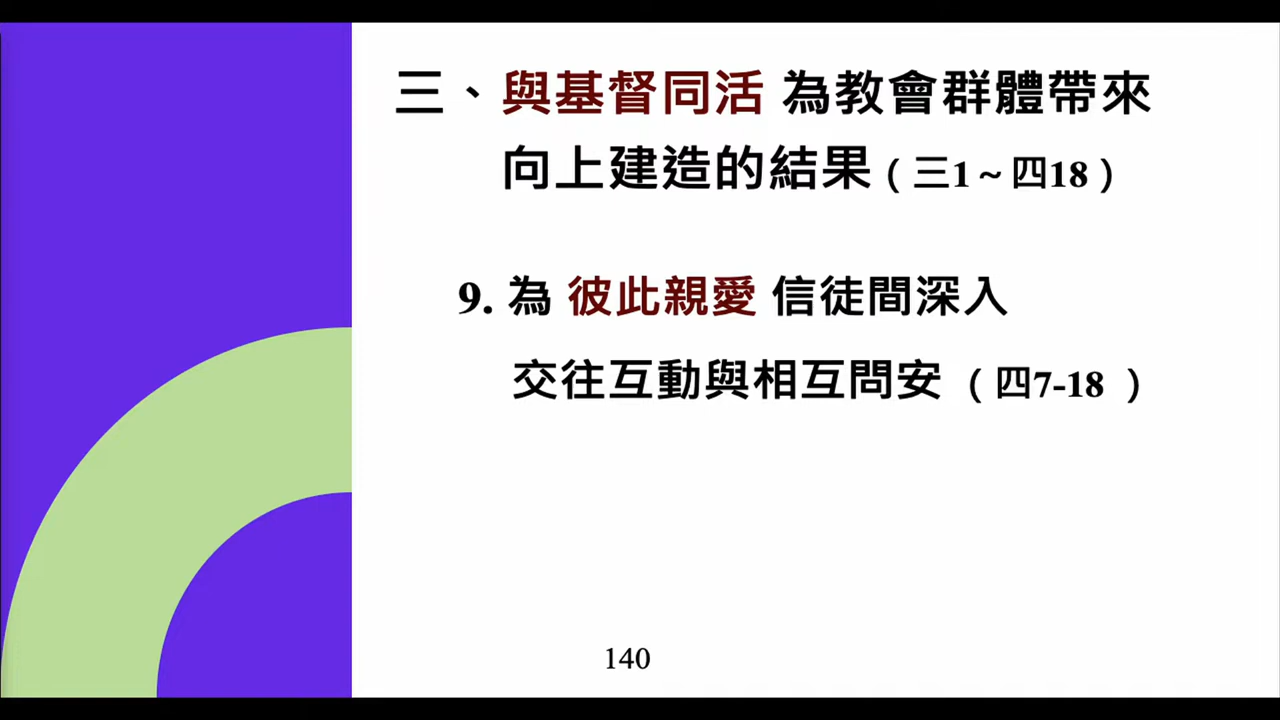 三、與基督同活 為教會群體帶來
向上建造的結果（三1～四18）
9. 為 彼此親愛 信徒間深入
交往互動與相互問安 （四7-18 ）
140